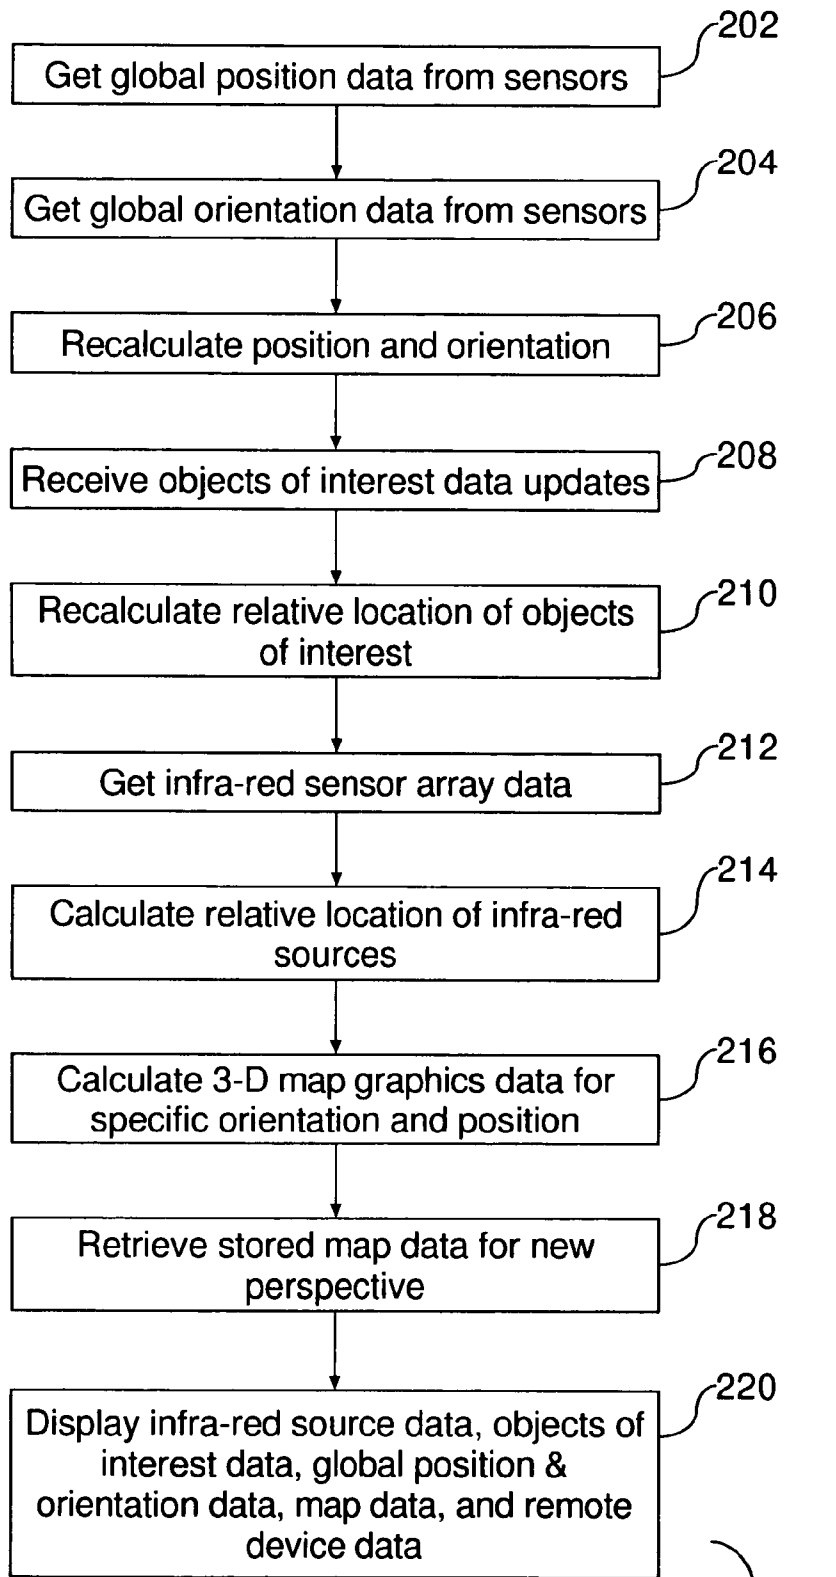 202
Get global position data from sensors
204
Get global orientation data from sensors
206
Recalculate position and orientation
208
Receive objects of interest data updates
210
Recalculate relative location of objects
of interest
212
Get infra-red sensor array data
214
Calculate relative location of infra-red
sources
216
Calculate 3-D map graphics data for
specific orientation and position
218
Retrieve stored map data for new
perspective
220
Display infra-red source data, objects of
interest data, global position &
orientation data, map data, and remote
device data